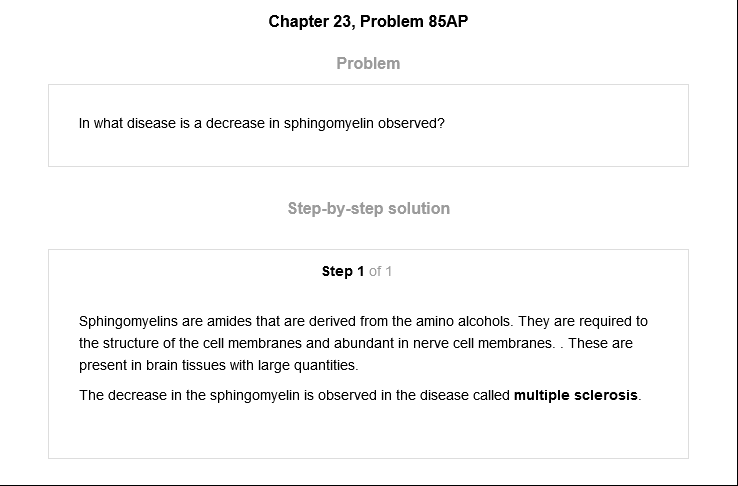 Chapter 23, Problem 85AP
Problem
In what disease is a decrease in sphingomyelin observed?
Step-by-step solution
Step 1 of 1
Sphingomyelins are amides that are derived from the amino alcohols. They are required to
the structure of the cell membranes and abundant in nerve cell membranes. . These are
present in brain tissues with large quantities.
The decrease in the sphingomyelin is observed in the disease called multiple sclerosis.